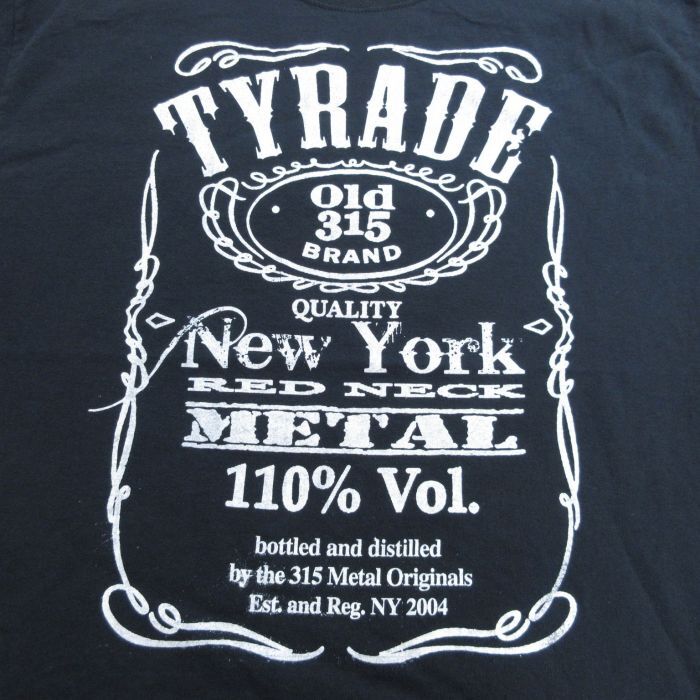 TYRADE
Old
315
BRAND
QUALITY
New York
RED NECK
METAL
110% Vol.
bottled and distilled
by the 315 Metal Originals
Est. and Reg. NY 2004